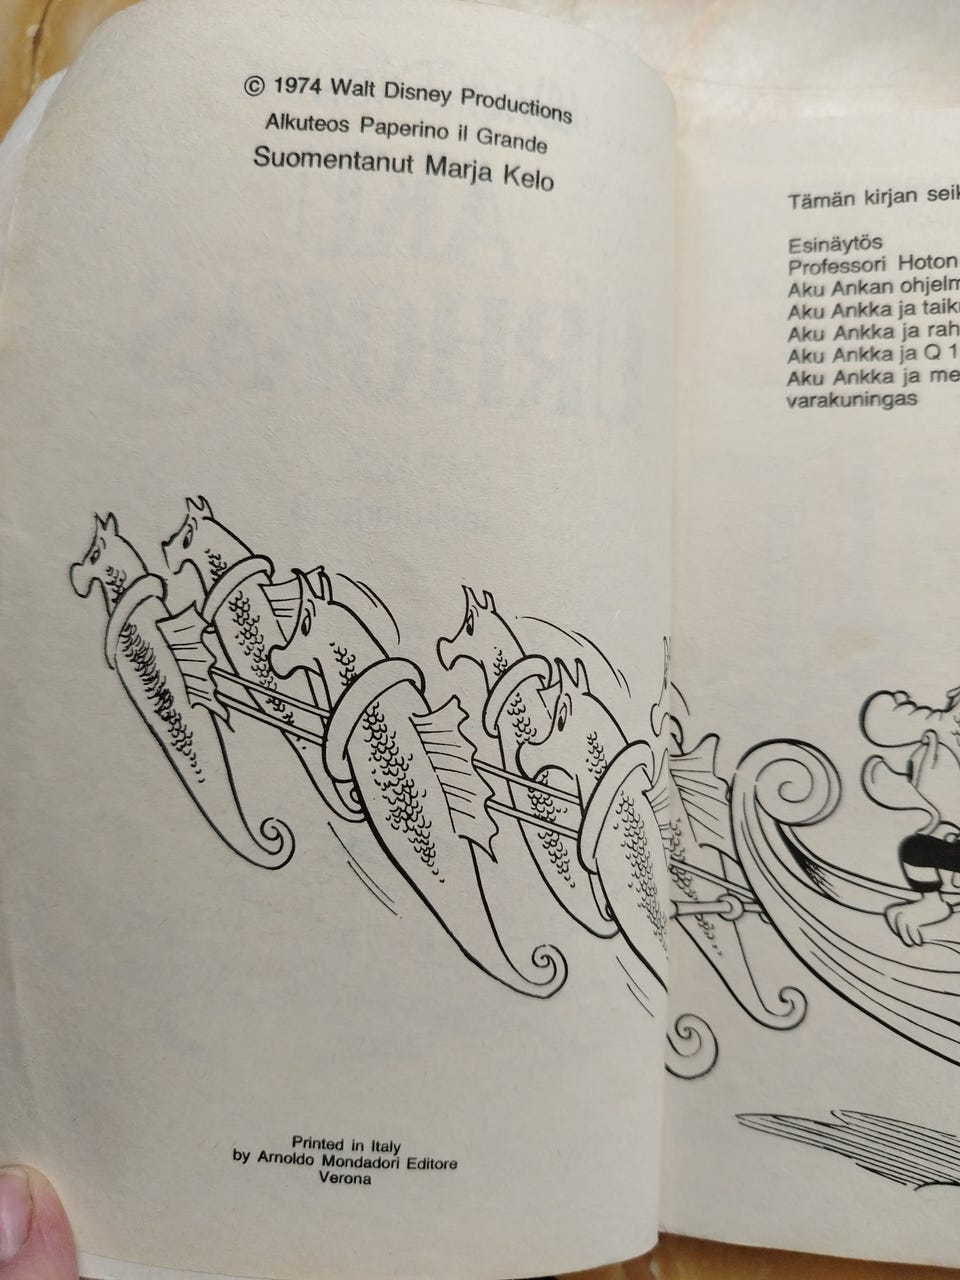 © 1974 Walt Disney Productions
Alkuteos Paperino il Grande
Suomentanut Marja Kelo
Printed in Italy
by Arnoldo Mondadori Editore
Verona
Tämän kirjan
Esinäytös
Professori Hoton
Aku Ankan
Aku Ankka ja
Aku Ankka ja
Aku Ankka ja Q 1
Aku Ankka ja
varakuningas